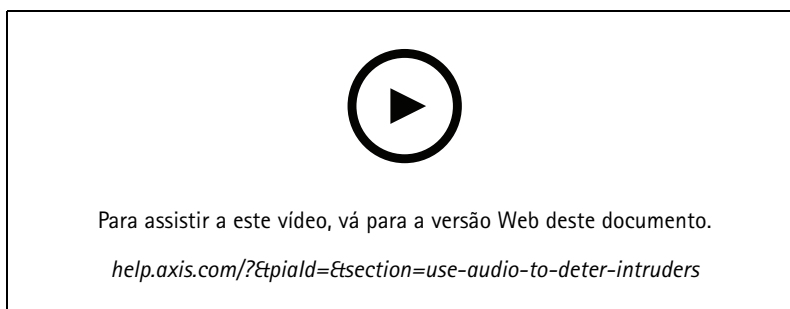 Para assistir a este vídeo, vá para a versão Web deste documento.
help.axis.com/?&piaId=&section=use-audio-to-deter-intruders